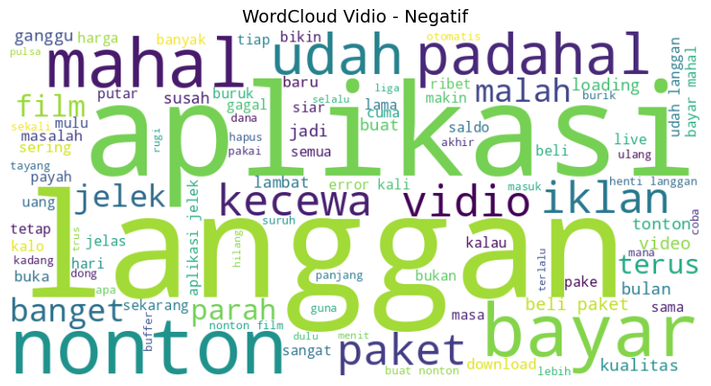 WordCloud Vidio - Negatif
ganggu harga banyak tiap bikin otomatis
pulsa mahal udah padahal
putar susah buruk baru malah ribet loading
film gagal siar lama selalu liga makin burik udah langgan bayar mahal
sekali mulu dana cuma saldo
masalah rugi hapus jadi buat akhir live
sering pakai semua aplikasi beli ulang
tayang payah lambat error kali masuk henti langgan
uang jelek kecewa vidio iklan
tetap suruh langgan tonton coba
kalo trus jelas aplikasi jelek hilang kalau video
kadang hari bukan mana terus
buka dong apa panjang terlalu pake bulan
banget sekarang parah guna masa beli paket sama
nonton buffer nonton film dulu menit bayar
sangat paket download kualitas
buat nonton lebih